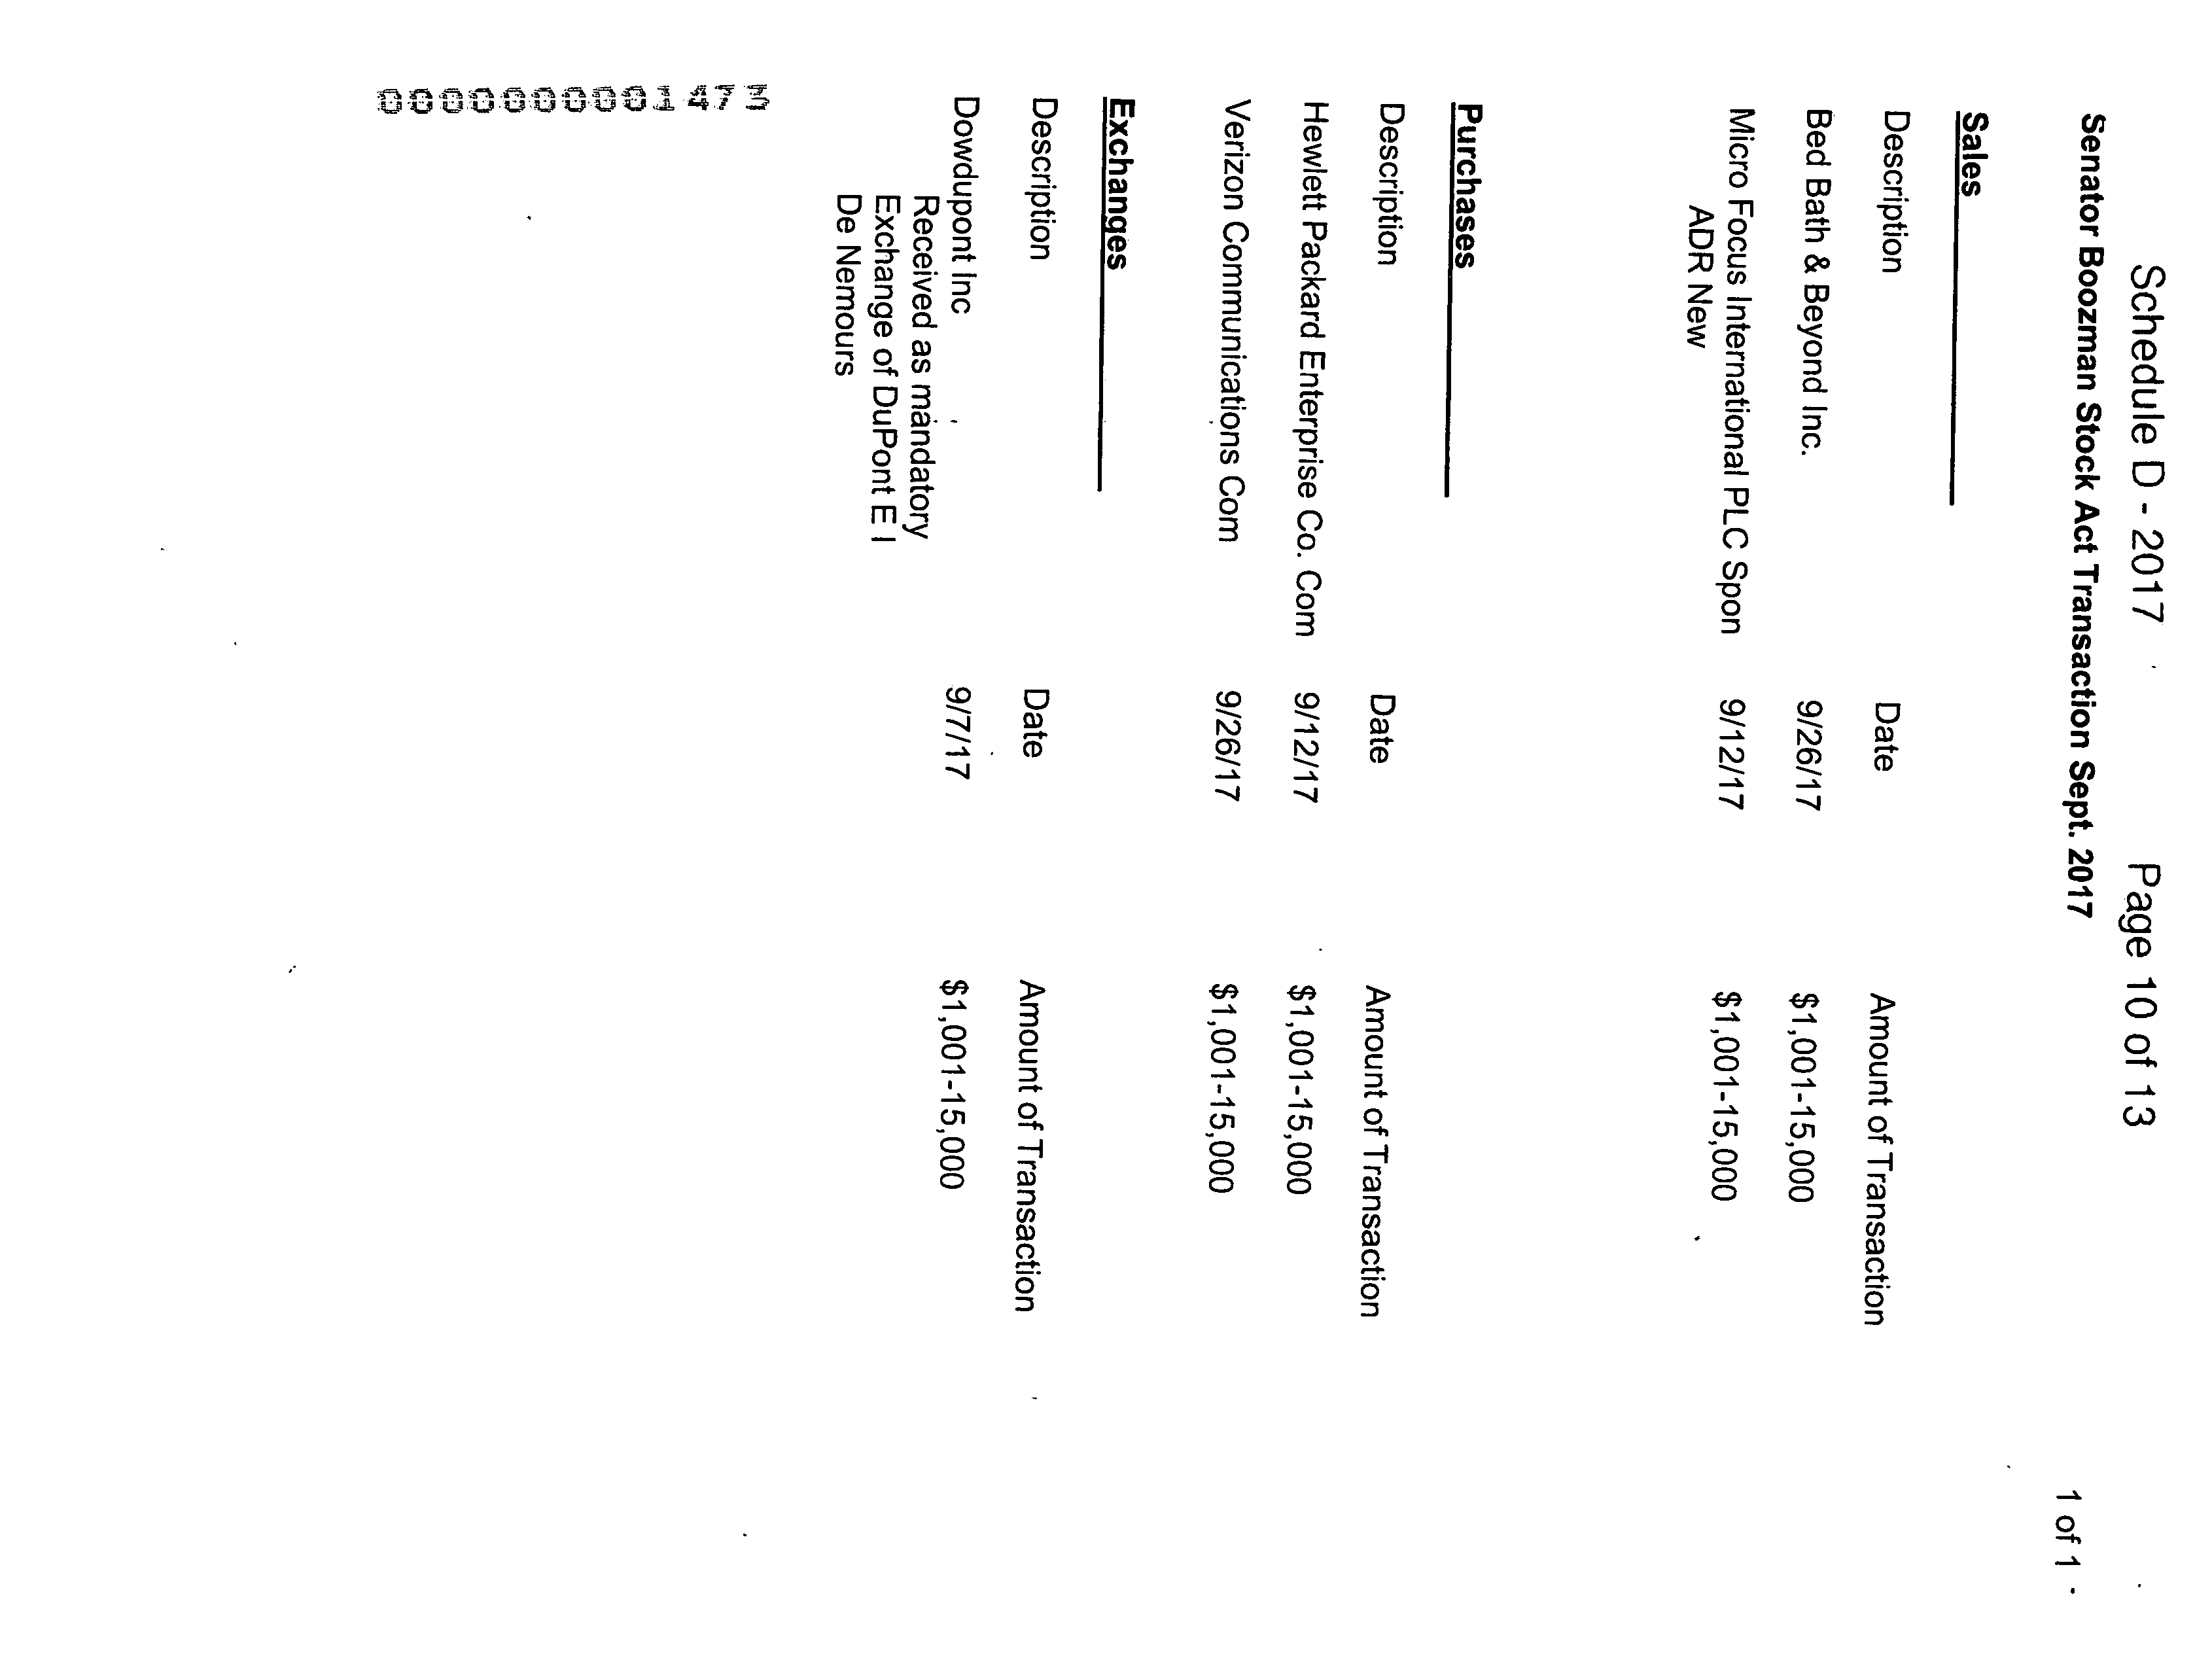 Schedule D - 2017 Page 10 of 13
Senator Boozman Stock Act Transaction Sept. 2017 1 of 1
Sales
Description Date Amount of Transaction
Bed Bath & Beyond Inc. 9/26/17 $1,001-15,000
Micro Focus International PLC Spon 9/12/17 $1,001-15,000
ADR New
Purchases
Description Date Amount of Transaction
Hewlett Packard Enterprise Co. Com 9/12/17 $1,001-15,000
Verizon Communications Com 9/26/17 $1,001-15,000
Exchanges
Description Date Amount of Transaction
Dowdupont Inc 9/7/17 $1,001-15,000
Received as mandatory
Exchange of DuPont E I
De Nemours